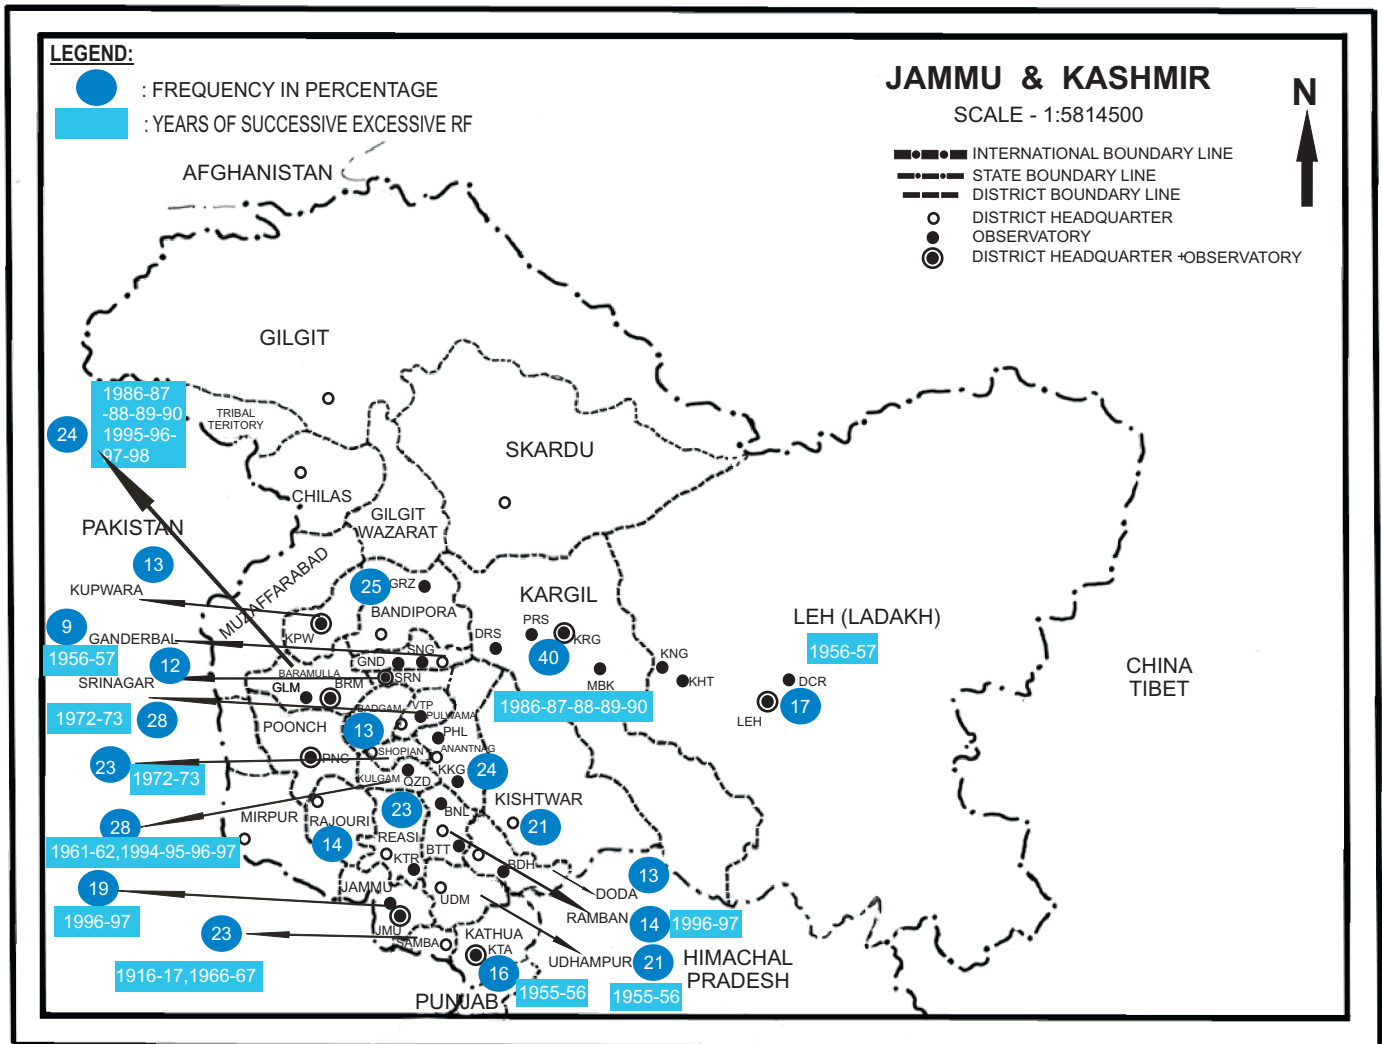 LEGEND:
: FREQUENCY IN PERCENTAGE
: YEARS OF SUCCESSIVE EXCESSIVE RF
JAMMU & KASHMIR
SCALE - 1:5814500
N
INTERNATIONAL BOUNDARY LINE
STATE BOUNDARY LINE
DISTRICT BOUNDARY LINE
DISTRICT HEADQUARTER
OBSERVATORY
DISTRICT HEADQUARTER +OBSERVATORY
AFGHANISTAN
GILGIT
1986-87
-88-89-90
1995-96-
97-98
24
TRIBAL
TERITORY
SKARDU
CHILAS
GILGIT
WAZARAT
PAKISTAN
MUZAFFARABAD
13
KUPWARA
25
GRZ
BANDIPORA
KARGIL
LEH (LADAKH)
1956-57
9
GANDERBAL
1956-57
KPW
DRS
PRS
KRG
40
KNG
KHT
MBK
DCR
LEH
17
CHINA
TIBET
12
SRINAGAR
SNG
GND
BARAMULLA
GLM
BRM
SRN
1986-87-88-89-90
1972-73
28
POONCH
BADGAM
VTP
PULWAMA
13
PHL
PNG
SHOPIAN
ANANTNAG
23
1972-73
KULGAM
QZD
KKG
24
28
1961-62,1994-95-96-97
MIRPUR
RAJOURI
14
23
REASI
BNL
KISHTWAR
21
KTR
BTT
BDH
19
1996-97
JAMMU
JMU
UDM
DODA
13
RAMBAN
14
1996-97
23
1916-17,1966-67
SAMBA
KATHUA
KTA
16
1955-56
UDHAMPUR
21
1955-56
HIMACHAL
PRADESH
PUNJAB